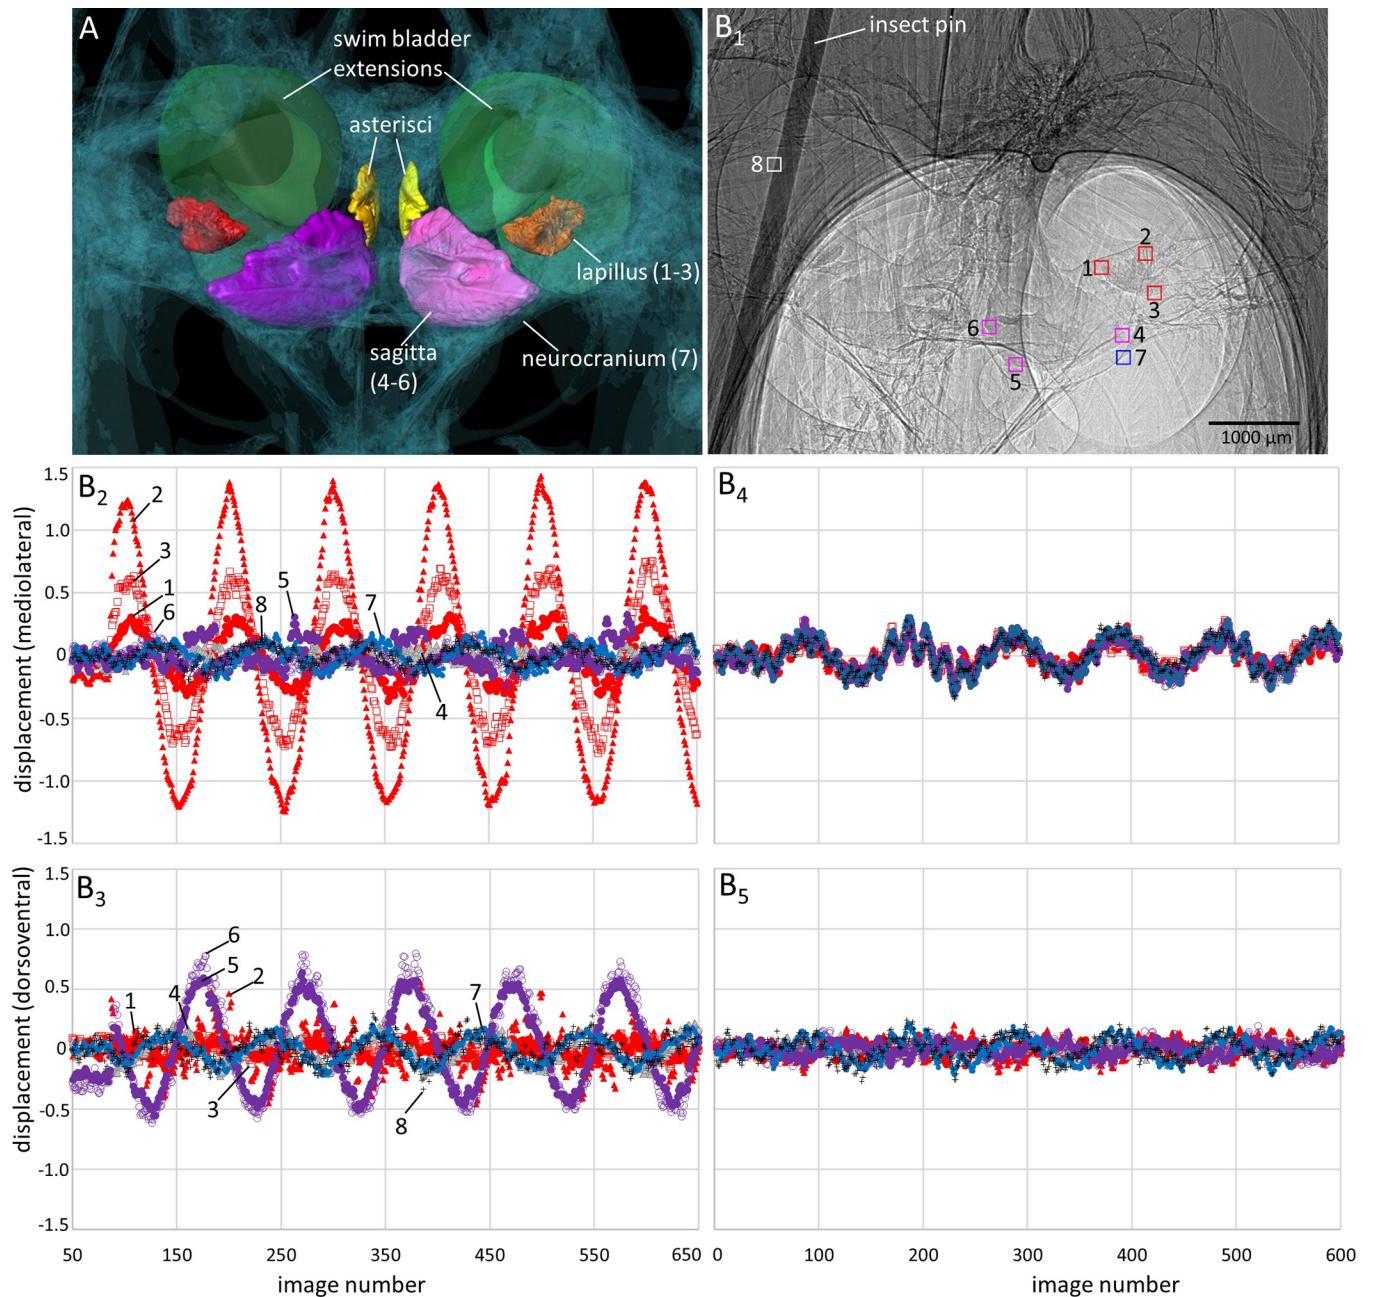 A
swim bladder
extensions
asterisci
lapillus (1-3)
sagitta
(4-6)
neurocranium (7)
B1
insect pin
8
2
1
3
6
4
7
5
1000 µm
displacement (mediolateral)
1.5
1.0
0.5
0
-0.5
-1.0
-1.5
B2
2
3
1
6
5
8
7
4
B4
displacement (dorsoventral)
1.5
1.0
0.5
0
-0.5
-1.0
-1.5
B3
6
5
2
4
1
7
3
8
B5
50 150 250 350 450 550 650
image number
0 100 200 300 400 500 600
image number